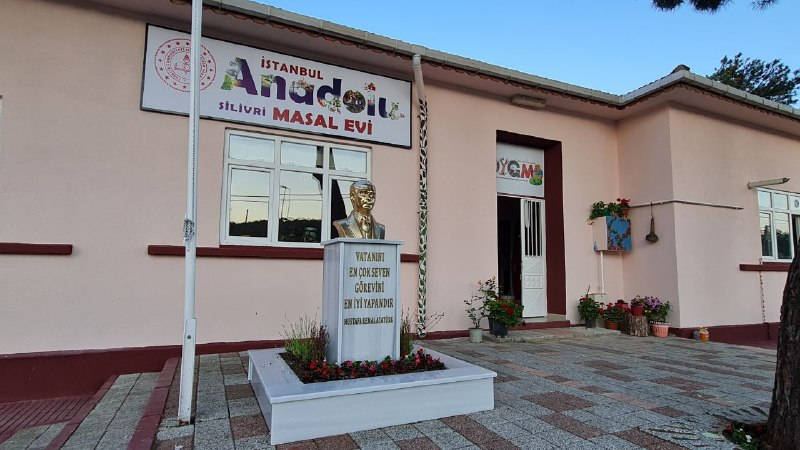 İSTANBUL
Anadolu
SİLİVRİ MASAL EVİ
VATANINI
EN ÇOK SEVEN
GÖREVİNİ
EN İYİ YAPANDIR
MUSTAFA KEMAL ATATÜRK